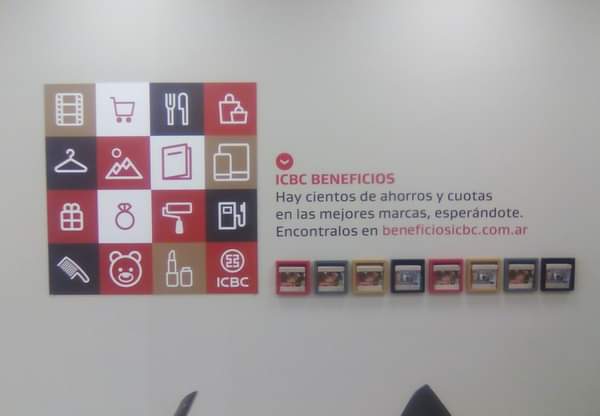 ICBC
ICBC BENEFICIOS
Hay cientos de ahorros y cuotas
en las mejores marcas, esperándote.
Encontralos en beneficiosicbc.com.ar